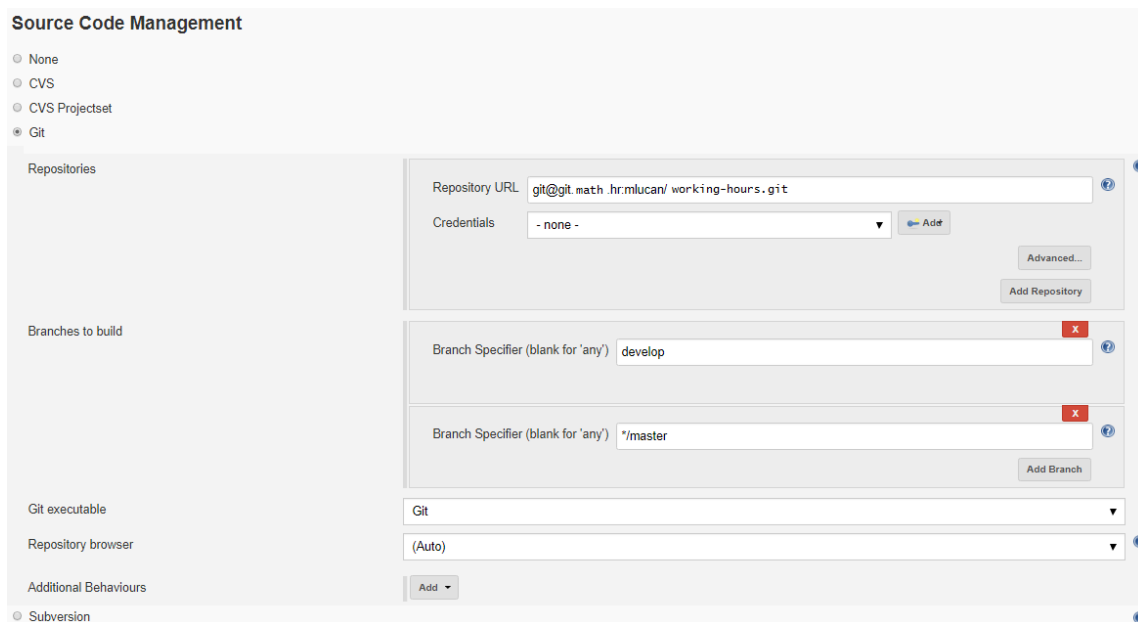 Source Code Management
None
CVS
CVS Projectset
Git
Repositories
Repository URL git@git.math.hr:mlucan/ working-hours.git
Credentials - none - Add
Advanced...
Add Repository
Branches to build
X
Branch Specifier (blank for 'any') develop
X
Branch Specifier (blank for 'any') */master
Add Branch
Git executable Git
Repository browser (Auto)
Additional Behaviours Add
Subversion